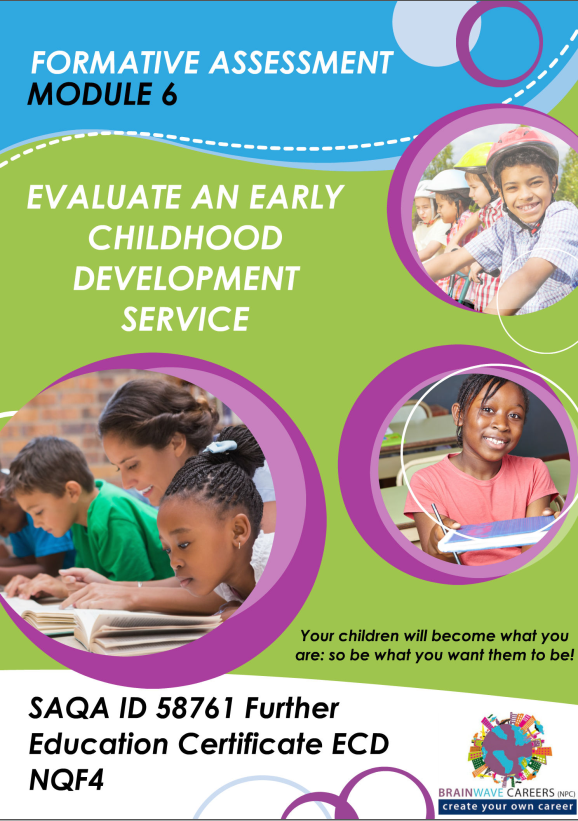 FORMATIVE ASSESSMENT
MODULE 6
EVALUATE AN EARLY
CHILDHOOD
DEVELOPMENT
SERVICE
Your children will become what you
are: so be what you want them to be!
SAQA ID 58761 Further
Education Certificate ECD
NQF4
BRAINWAVE CAREERS (NPC)
create your own career